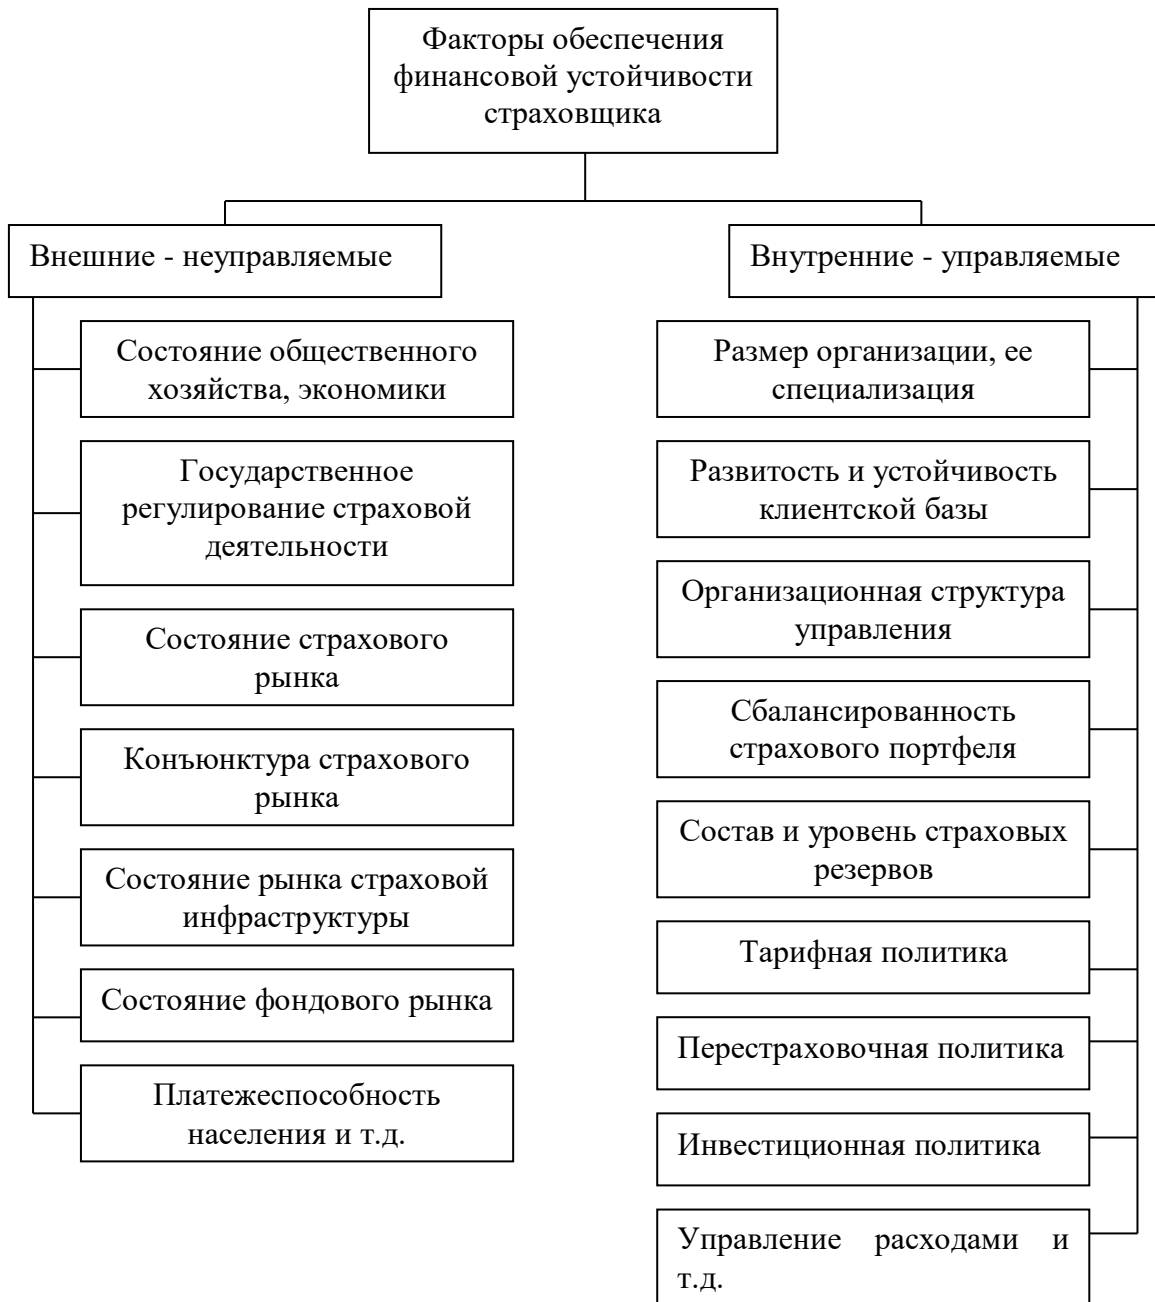 Факторы обеспечения
финансовой устойчивости
страховщика
Внешние - неуправляемые
Состояние общественного
хозяйства, экономики
Государственное
регулирование страховой
деятельности
Состояние страхового
рынка
Конъюнктура страхового
рынка
Состояние рынка страховой
инфраструктуры
Состояние фондового рынка
Платежеспособность
населения и т.д.
Внутренние - управляемые
Размер организации, ее
специализация
Развитость и устойчивость
клиентской базы
Организационная структура
управления
Сбалансированность
страхового портфеля
Состав и уровень страховых
резервов
Тарифная политика
Перестраховочная политика
Инвестиционная политика
Управление расходами и
т.д.